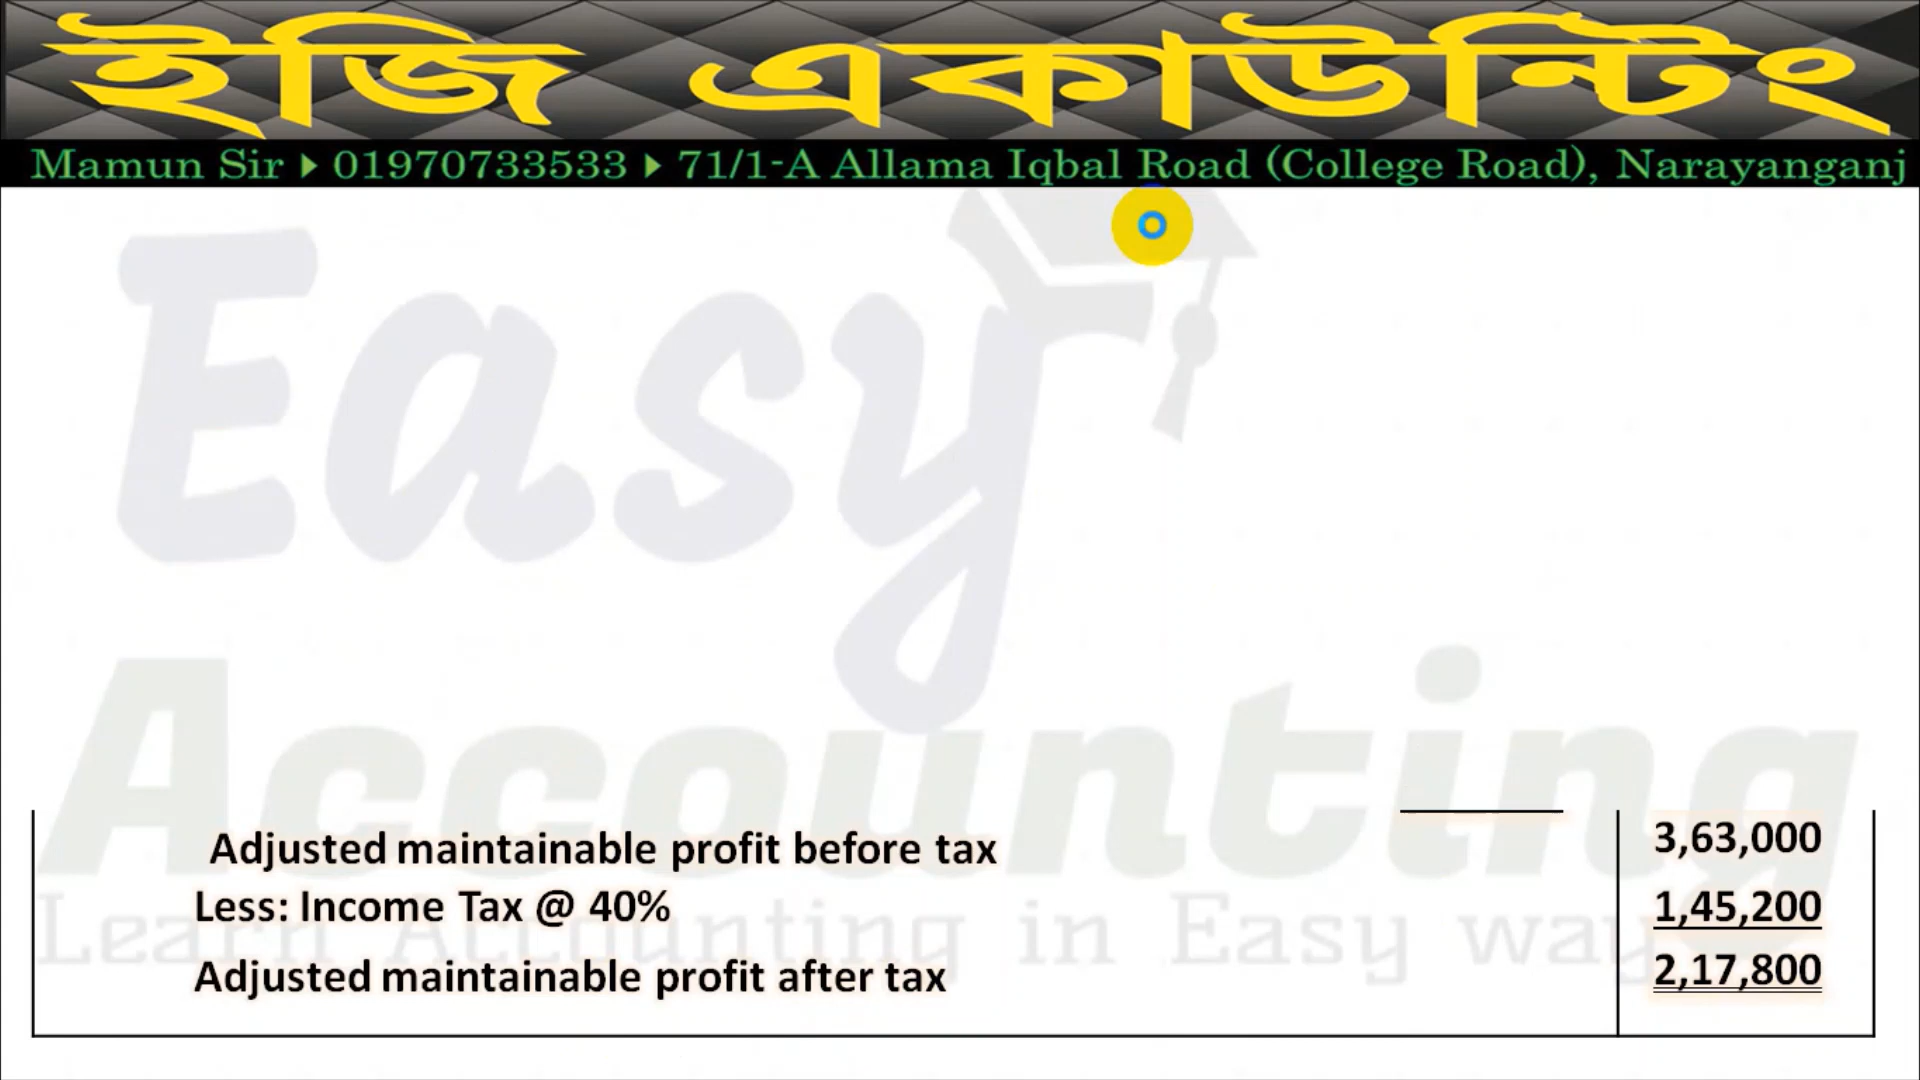 ইজি একাউন্টিং
Mamun Sir ▸ 01970733533 ▸ 71/1-A Allama Iqbal Road (College Road), Narayanganj
Easy
Accounting
Learn Accounting in Easy way
Adjusted maintainable profit before tax 3,63,000
Less: Income Tax @ 40% 1,45,200
Adjusted maintainable profit after tax 2,17,800